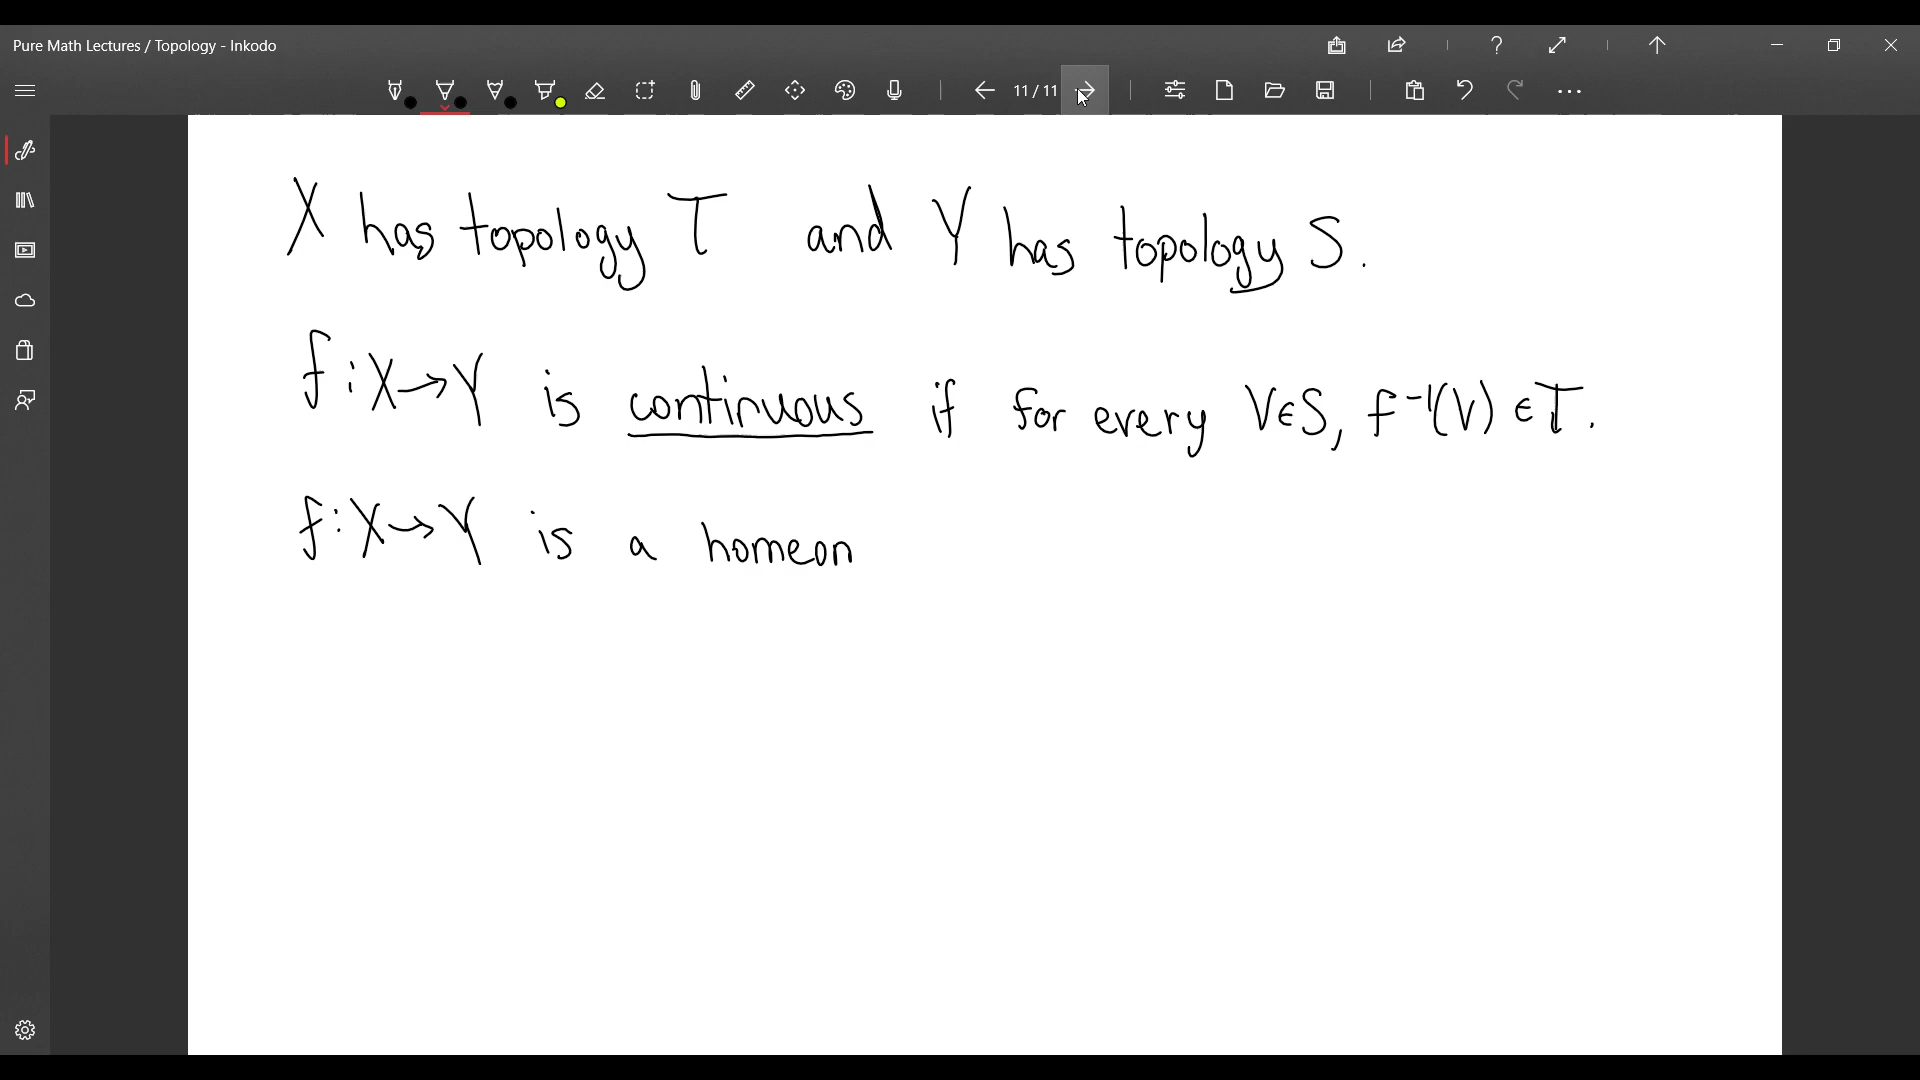 Pure Math Lectures / Topology - Inkodo
11 / 11
X has topology T and Y has topology S.
f:X→Y is continuous if for every V∈S, f⁻¹(V) ∈T.
f:X→Y is a homeon